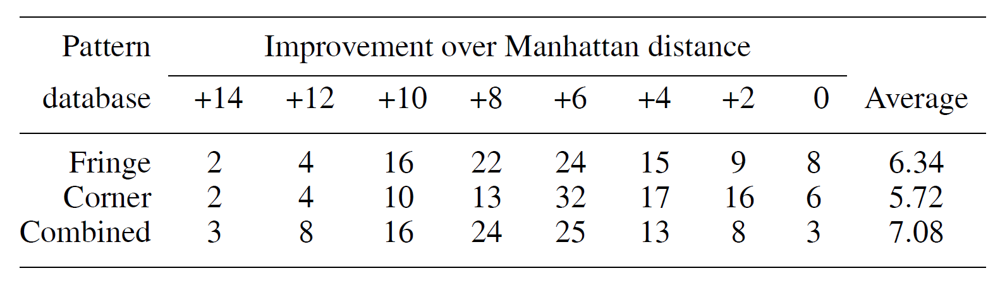 Pattern Improvement over Manhattan distance
database +14 +12 +10 +8 +6 +4 +2 0 Average
Fringe 2 4 16 22 24 15 9 8 6.34
Corner 2 4 10 13 32 17 16 6 5.72
Combined 3 8 16 24 25 13 8 3 7.08